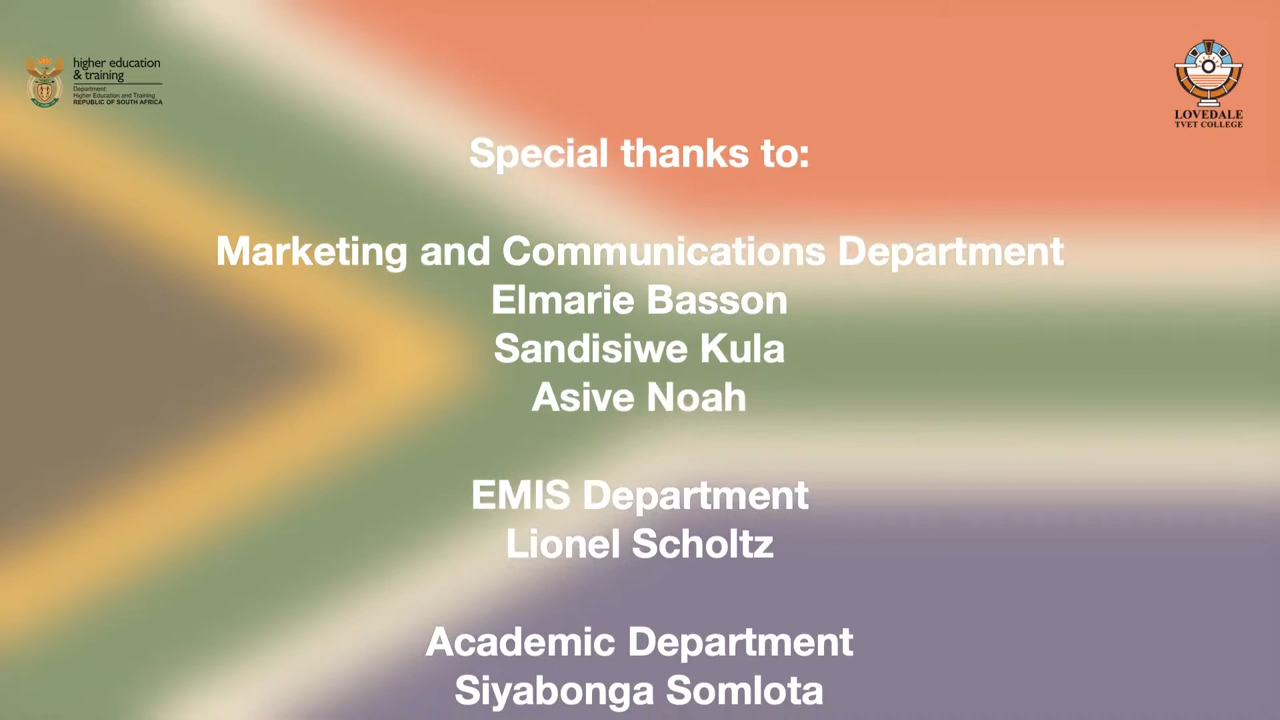 higher education
& training
Department:
Higher Education and Training
REPUBLIC OF SOUTH AFRICA
LOVEDALE
TVET COLLEGE
Special thanks to:
Marketing and Communications Department
Elmarie Basson
Sandisiwe Kula
Asive Noah
EMIS Department
Lionel Scholtz
Academic Department
Siyabonga Somlota